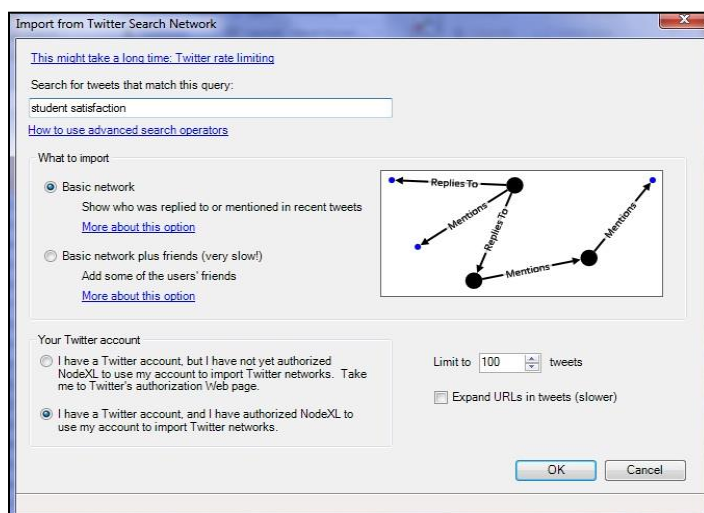 Import from Twitter Search Network
This might take a long time: Twitter rate limiting
Search for tweets that match this query:
student satisfaction
How to use advanced search operators
What to import
Basic network
Show who was replied to or mentioned in recent tweets
More about this option
Basic network plus friends (very slow!)
Add some of the users' friends
More about this option
Replies To
Mentions
Replies To
Mentions
Mentions
Your Twitter account
I have a Twitter account, but I have not yet authorized
NodeXL to use my account to import Twitter networks. Take
me to Twitter's authorization Web page.
I have a Twitter account, and I have authorized NodeXL to
use my account to import Twitter networks.
Limit to 100 tweets
Expand URLs in tweets (slower)
OK
Cancel